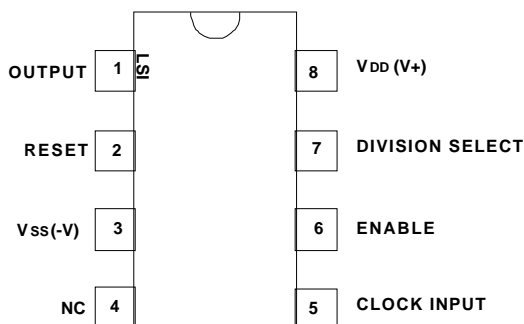 OUTPUT 1 LSI 8 VDD (V+)
RESET 2 7 DIVISION SELECT
VSS(-V) 3 6 ENABLE
NC 4 5 CLOCK INPUT